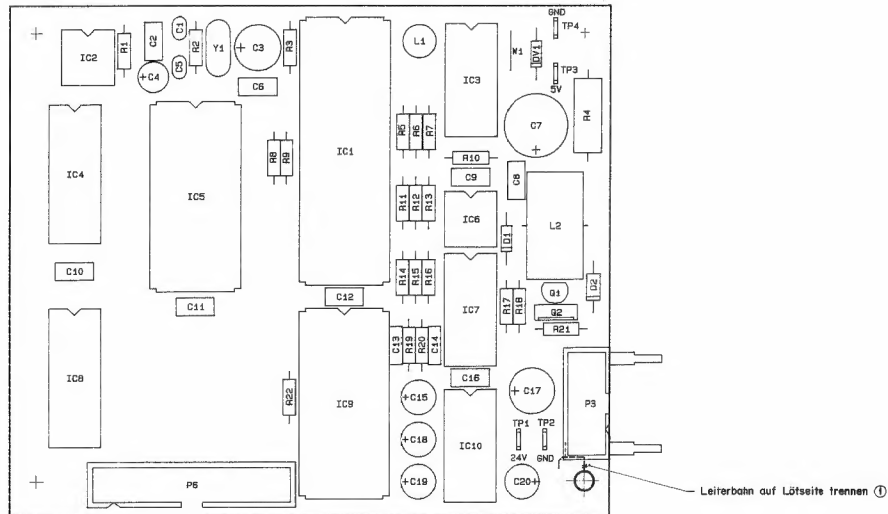 GND
TP4
IC2
R1
C2
C1
R2
Y1
C3
R3
L1
IC3
W1
DV1
TP3
5V
C4
C5
C6
R4
C7
IC4
IC5
R8
R9
IC1
R5
R6
R7
R10
C9
C8
R11
R12
R13
IC6
D1
L2
C10
C11
C12
R14
R15
R16
IC7
R17
R18
Q1
Q2
D2
R21
IC8
R22
IC9
C13
R19
R20
C14
C16
C15
C17
P3
C18
IC10
TP1
TP2
24V
GND
P6
C19
C20
Leiterbahn auf Lötseite trennen ①